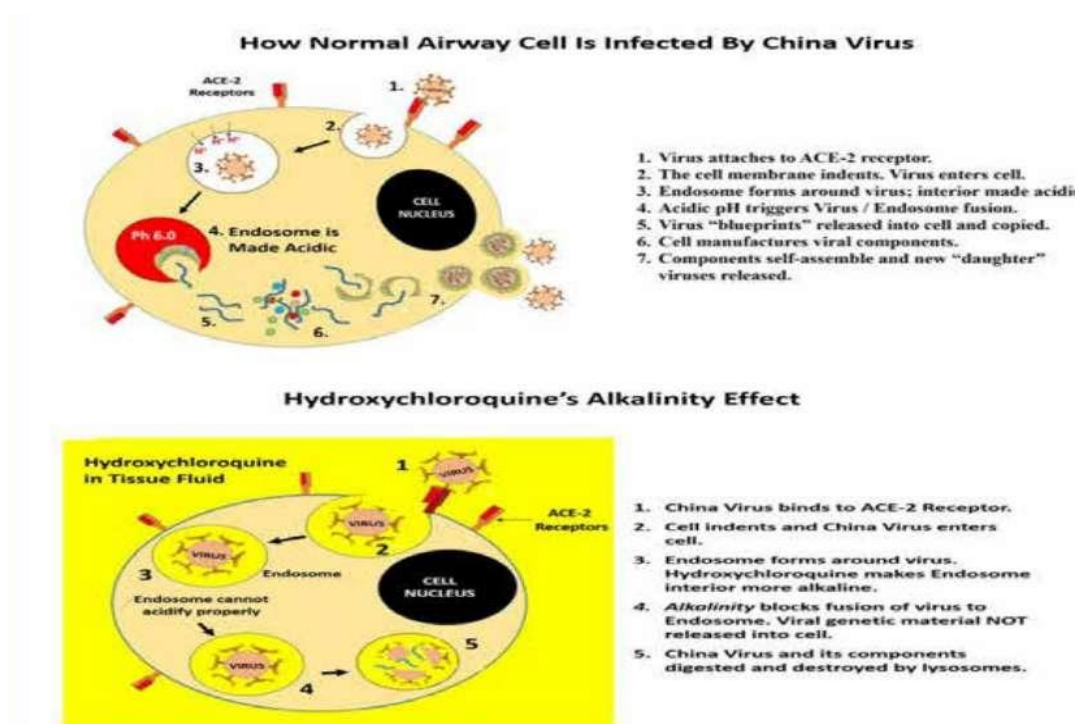 How Normal Airway Cell Is Infected By China Virus
ACE-2
Receptors
1.
2.
H+ H+ H+
3.
CELL
NUCLEUS
Ph 6.0
4. Endosome is
Made Acidic
5.
6.
7.
1. Virus attaches to ACE-2 receptor.
2. The cell membrane indents. Virus enters cell.
3. Endosome forms around virus; interior made acidic
4. Acidic pH triggers Virus / Endosome fusion.
5. Virus “blueprints” released into cell and copied.
6. Cell manufactures viral components.
7. Components self-assemble and new “daughter”
viruses released.
Hydroxychloroquine’s Alkalinity Effect
Hydroxychloroquine
in Tissue Fluid
1
VIRUS
ACE-2
Receptors
VIRUS
2
VIRUS
3
Endosome
CELL
NUCLEUS
Endosome cannot
acidify properly
VIRUS
4
5
1. China Virus binds to ACE-2 Receptor.
2. Cell indents and China Virus enters
cell.
3. Endosome forms around virus.
Hydroxychloroquine makes Endosome
interior more alkaline.
4. Alkalinity blocks fusion of virus to
Endosome. Viral genetic material NOT
released into cell.
5. China Virus and its components
digested and destroyed by lysosomes.